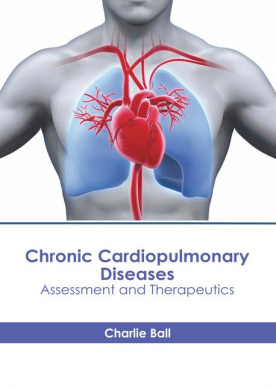 Chronic Cardiopulmonary
Diseases
Assessment and Therapeutics
Charlie Ball